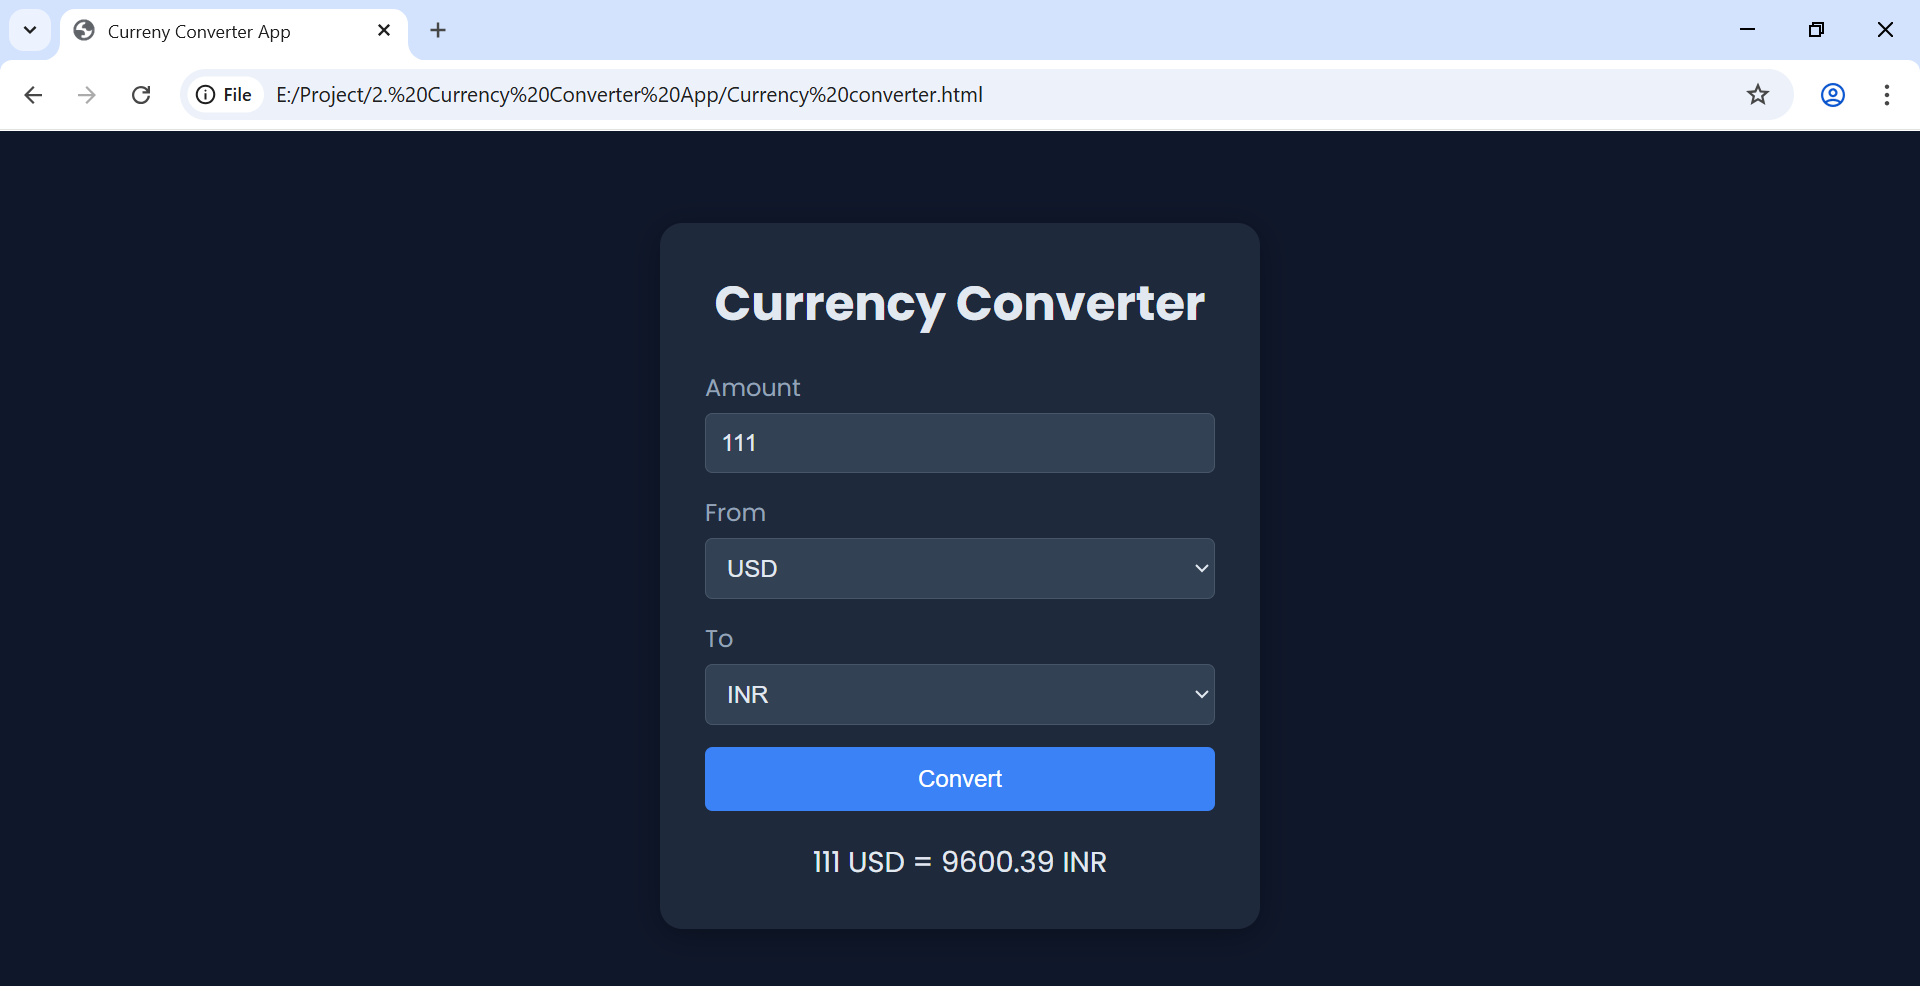 Curreny Converter App
File
E:/Project/2.%20Currency%20Converter%20App/Currency%20converter.html
Currency Converter
Amount
111
From
USD
To
INR
Convert
111 USD = 9600.39 INR